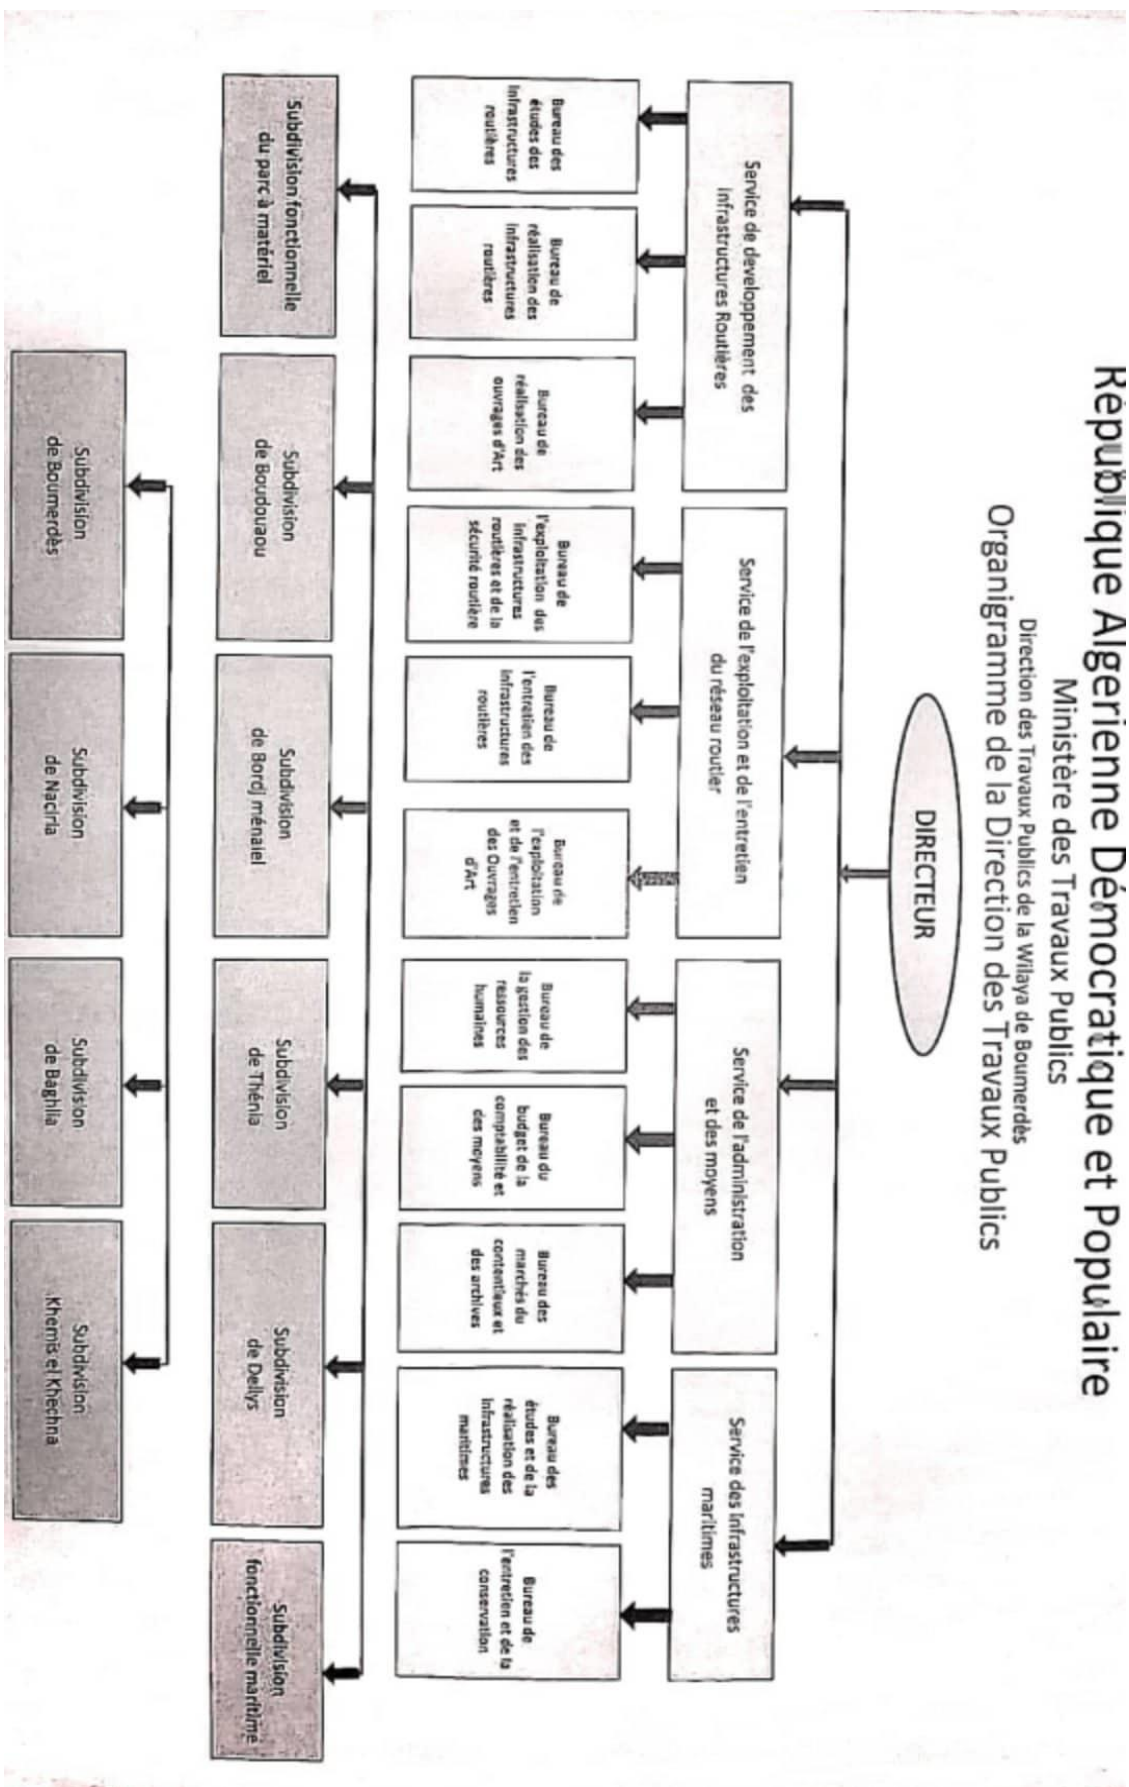 République Algerienne Démocratique et Populaire
Ministère des Travaux Publics
Direction des Travaux Publics de la Wilaya de Boumerdès
Organigramme de la Direction des Travaux Publics
DIRECTEUR
Service de developpement des
infrastructures Routières
Service de l'exploitation et de l'entretien
du réseau routier
Service de l'administration
et des moyens
Service des infrastructures
maritimes
Bureau des
études des
infrastructures
routières
Bureau de
réalisation des
infrastructures
routières
Bureau de
réalisation des
ouvrages d'Art
Bureau de
l'exploitation des
infrastructures
routières et de la
sécurité routière
Bureau de
l'entretien des
infrastructures
routières
Bureau de
l'exploitation
et de l'entretien
des Ouvrages
d'Art
Bureau de
la gestion des
ressources
humaines
Bureau du
budget de la
comptabilité et
des moyens
Bureau des
marchés du
contentieux et
des archives
Bureau des
études et de la
réalisation des
infrastructures
maritimes
Bureau de
l'entretien et de la
conservation
Subdivision fonctionnelle
du parc à matériel
Subdivision
de Boudouaou
Subdivision
de Bordj ménaiel
Subdivision
de Thénia
Subdivision
de Dellys
Subdivision
fonctionnelle maritime
Subdivision
de Boumerdès
Subdivision
de Naciria
Subdivision
de Baghlia
Subdivision
Khemis el Khechna